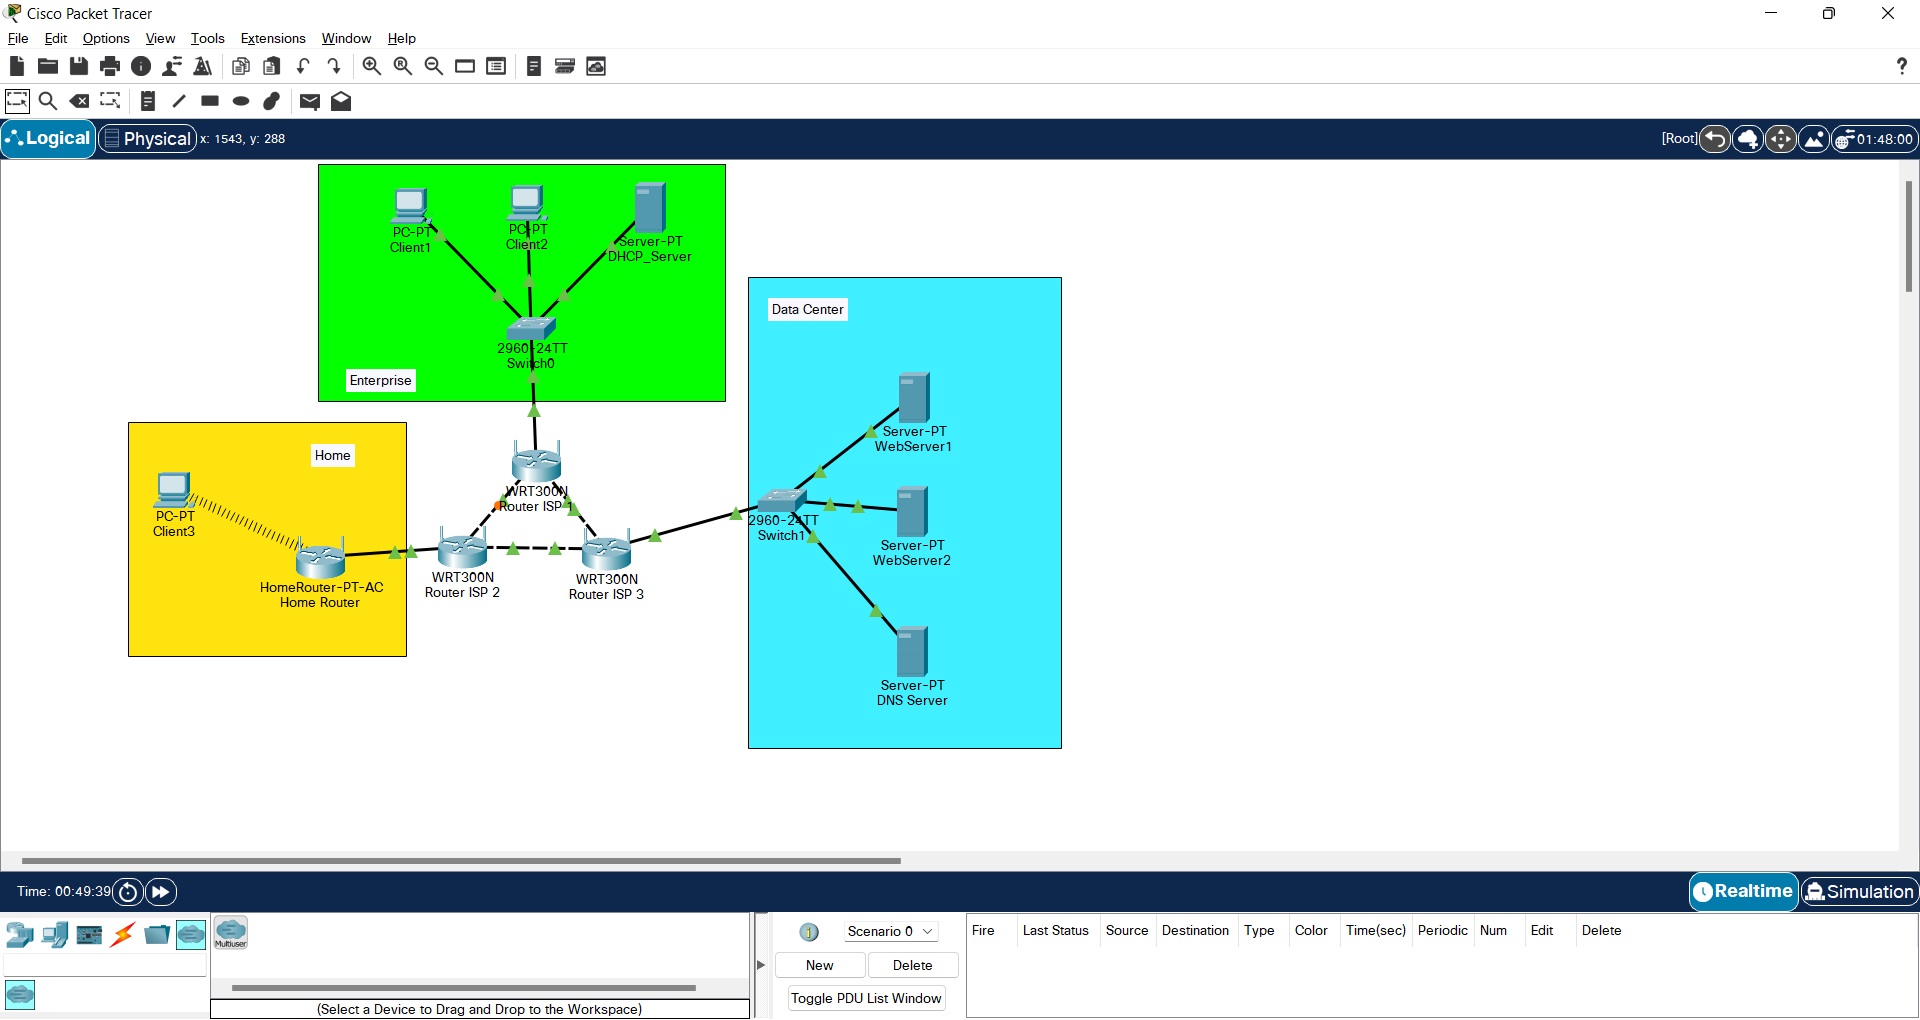 Cisco Packet Tracer
File Edit Options View Tools Extensions Window Help
?
Logical Physical x: 1543, y: 288 [Root] 01:48:00
PC-PT
Client1
PC-PT
Client2
Server-PT
DHCP_Server
2960-24TT
Switch0
Enterprise
Data Center
Server-PT
WebServer1
Home
PC-PT
Client3
WRT300N
Router ISP 1
2960-24TT
Switch1
Server-PT
WebServer2
HomeRouter-PT-AC
Home Router
WRT300N
Router ISP 2
WRT300N
Router ISP 3
Server-PT
DNS Server
Time: 00:49:39 Realtime Simulation
Multiuser
Scenario 0
New Delete
Toggle PDU List Window
Fire Last Status Source Destination Type Color Time(sec) Periodic Num Edit Delete
(Select a Device to Drag and Drop to the Workspace)